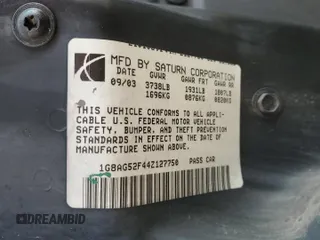 MFD BY SATURN CORPORATION
DATE GVWR GAWR FRT GAWR RR
09/03 3738LB 1931LB 1807LB
1696KG 0876KG 0820KG
THIS VEHICLE CONFORMS TO ALL APPLI-
CABLE U.S. FEDERAL MOTOR VEHICLE
SAFETY, BUMPER, AND THEFT PREVENTION
STANDARDS IN EFFECT ON THE DATE OF
MANUFACTURE SHOWN ABOVE.
1G8AG52F44Z127750 PASS CAR
DREAMBID